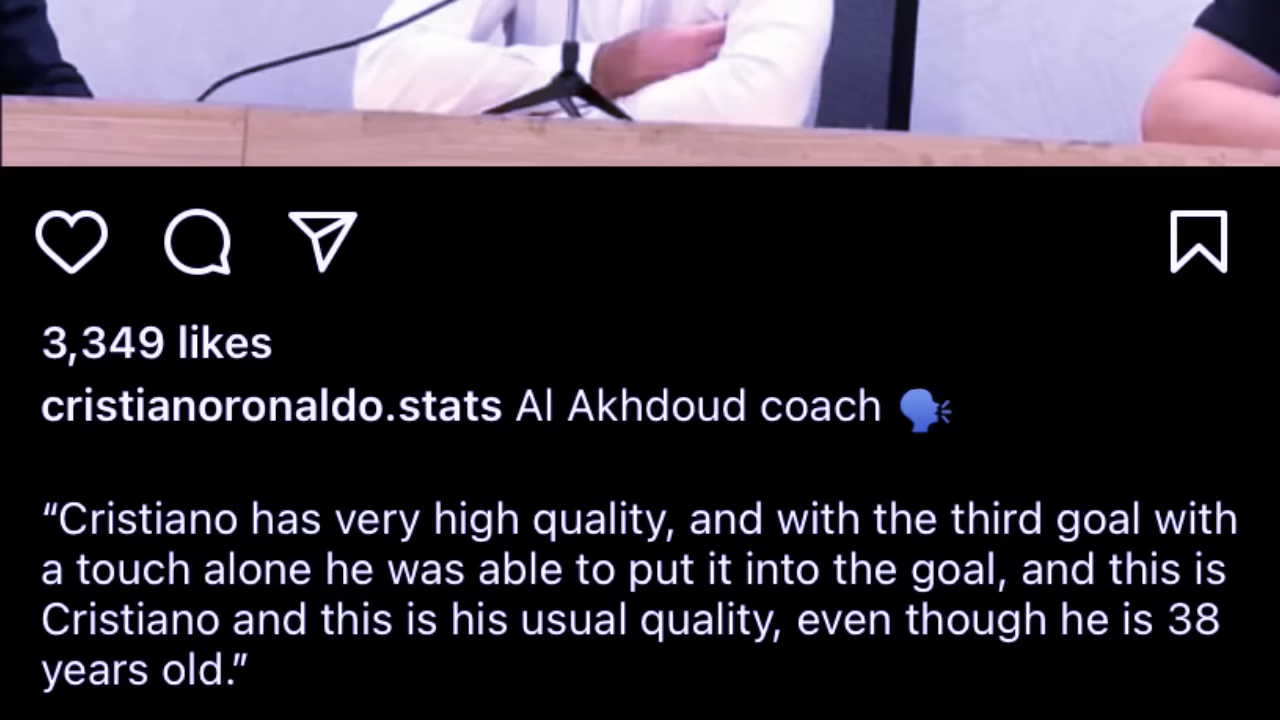 3,349 likes
cristianoronaldo.stats Al Akhdoud coach 🗣️
“Cristiano has very high quality, and with the third goal with
a touch alone he was able to put it into the goal, and this is
Cristiano and this is his usual quality, even though he is 38
years old.”